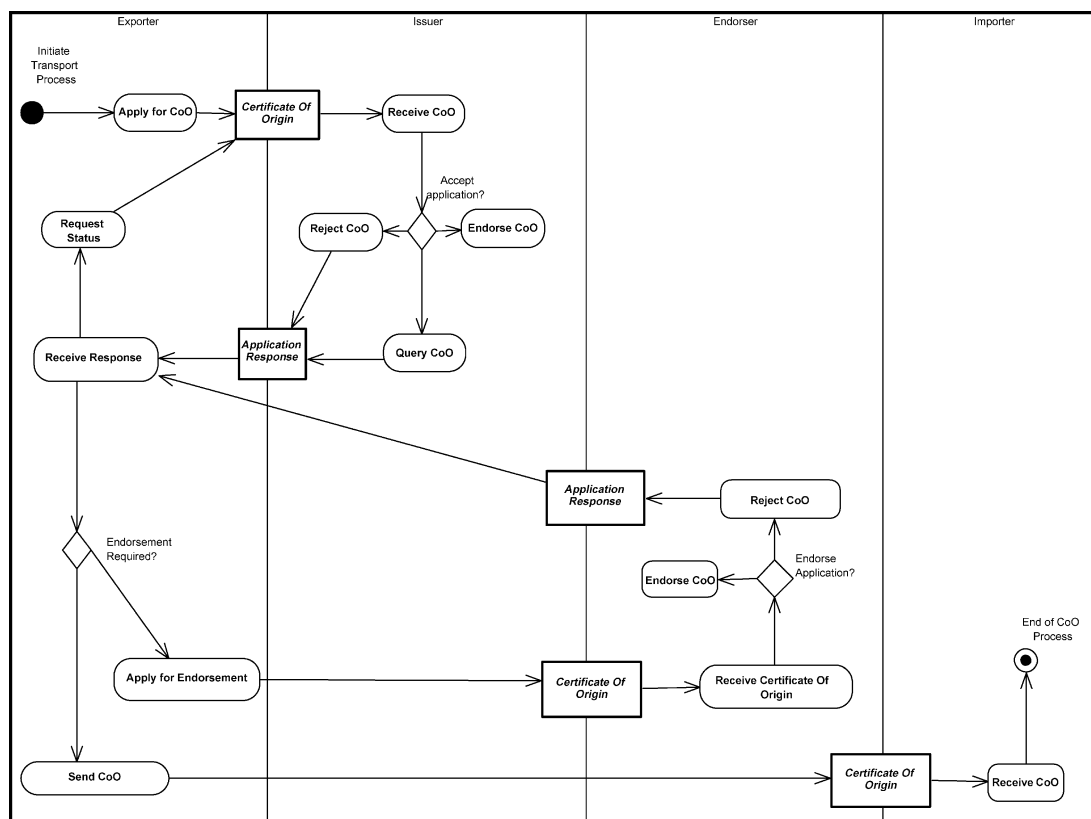 Exporter
Issuer
Endorser
Importer
Initiate
Transport
Process
Apply for CoO
Certificate Of
Origin
Receive CoO
Accept
application?
Request
Status
Reject CoO
Endorse CoO
Receive Response
Application
Response
Query CoO
Application
Response
Reject CoO
Endorsement
Required?
Endorse CoO
Endorse
Application?
End of CoO
Process
Apply for Endorsement
Certificate Of
Origin
Receive Certificate Of
Origin
Send CoO
Certificate Of
Origin
Receive CoO